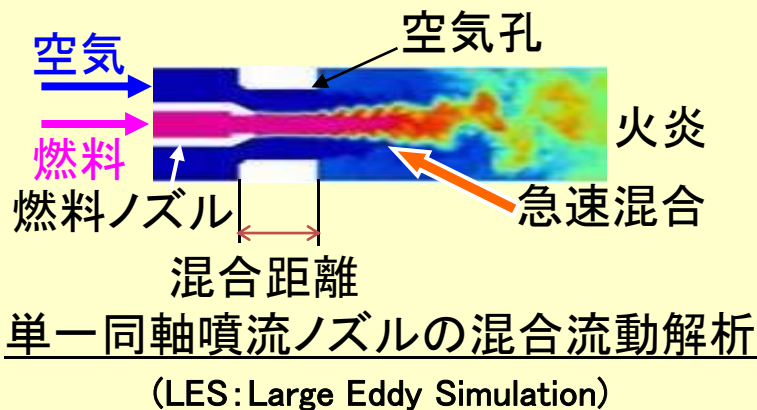 空気孔
空気
燃料
火炎
燃料ノズル
急速混合
混合距離
単一同軸噴流ノズルの混合流動解析
(LES:Large Eddy Simulation)